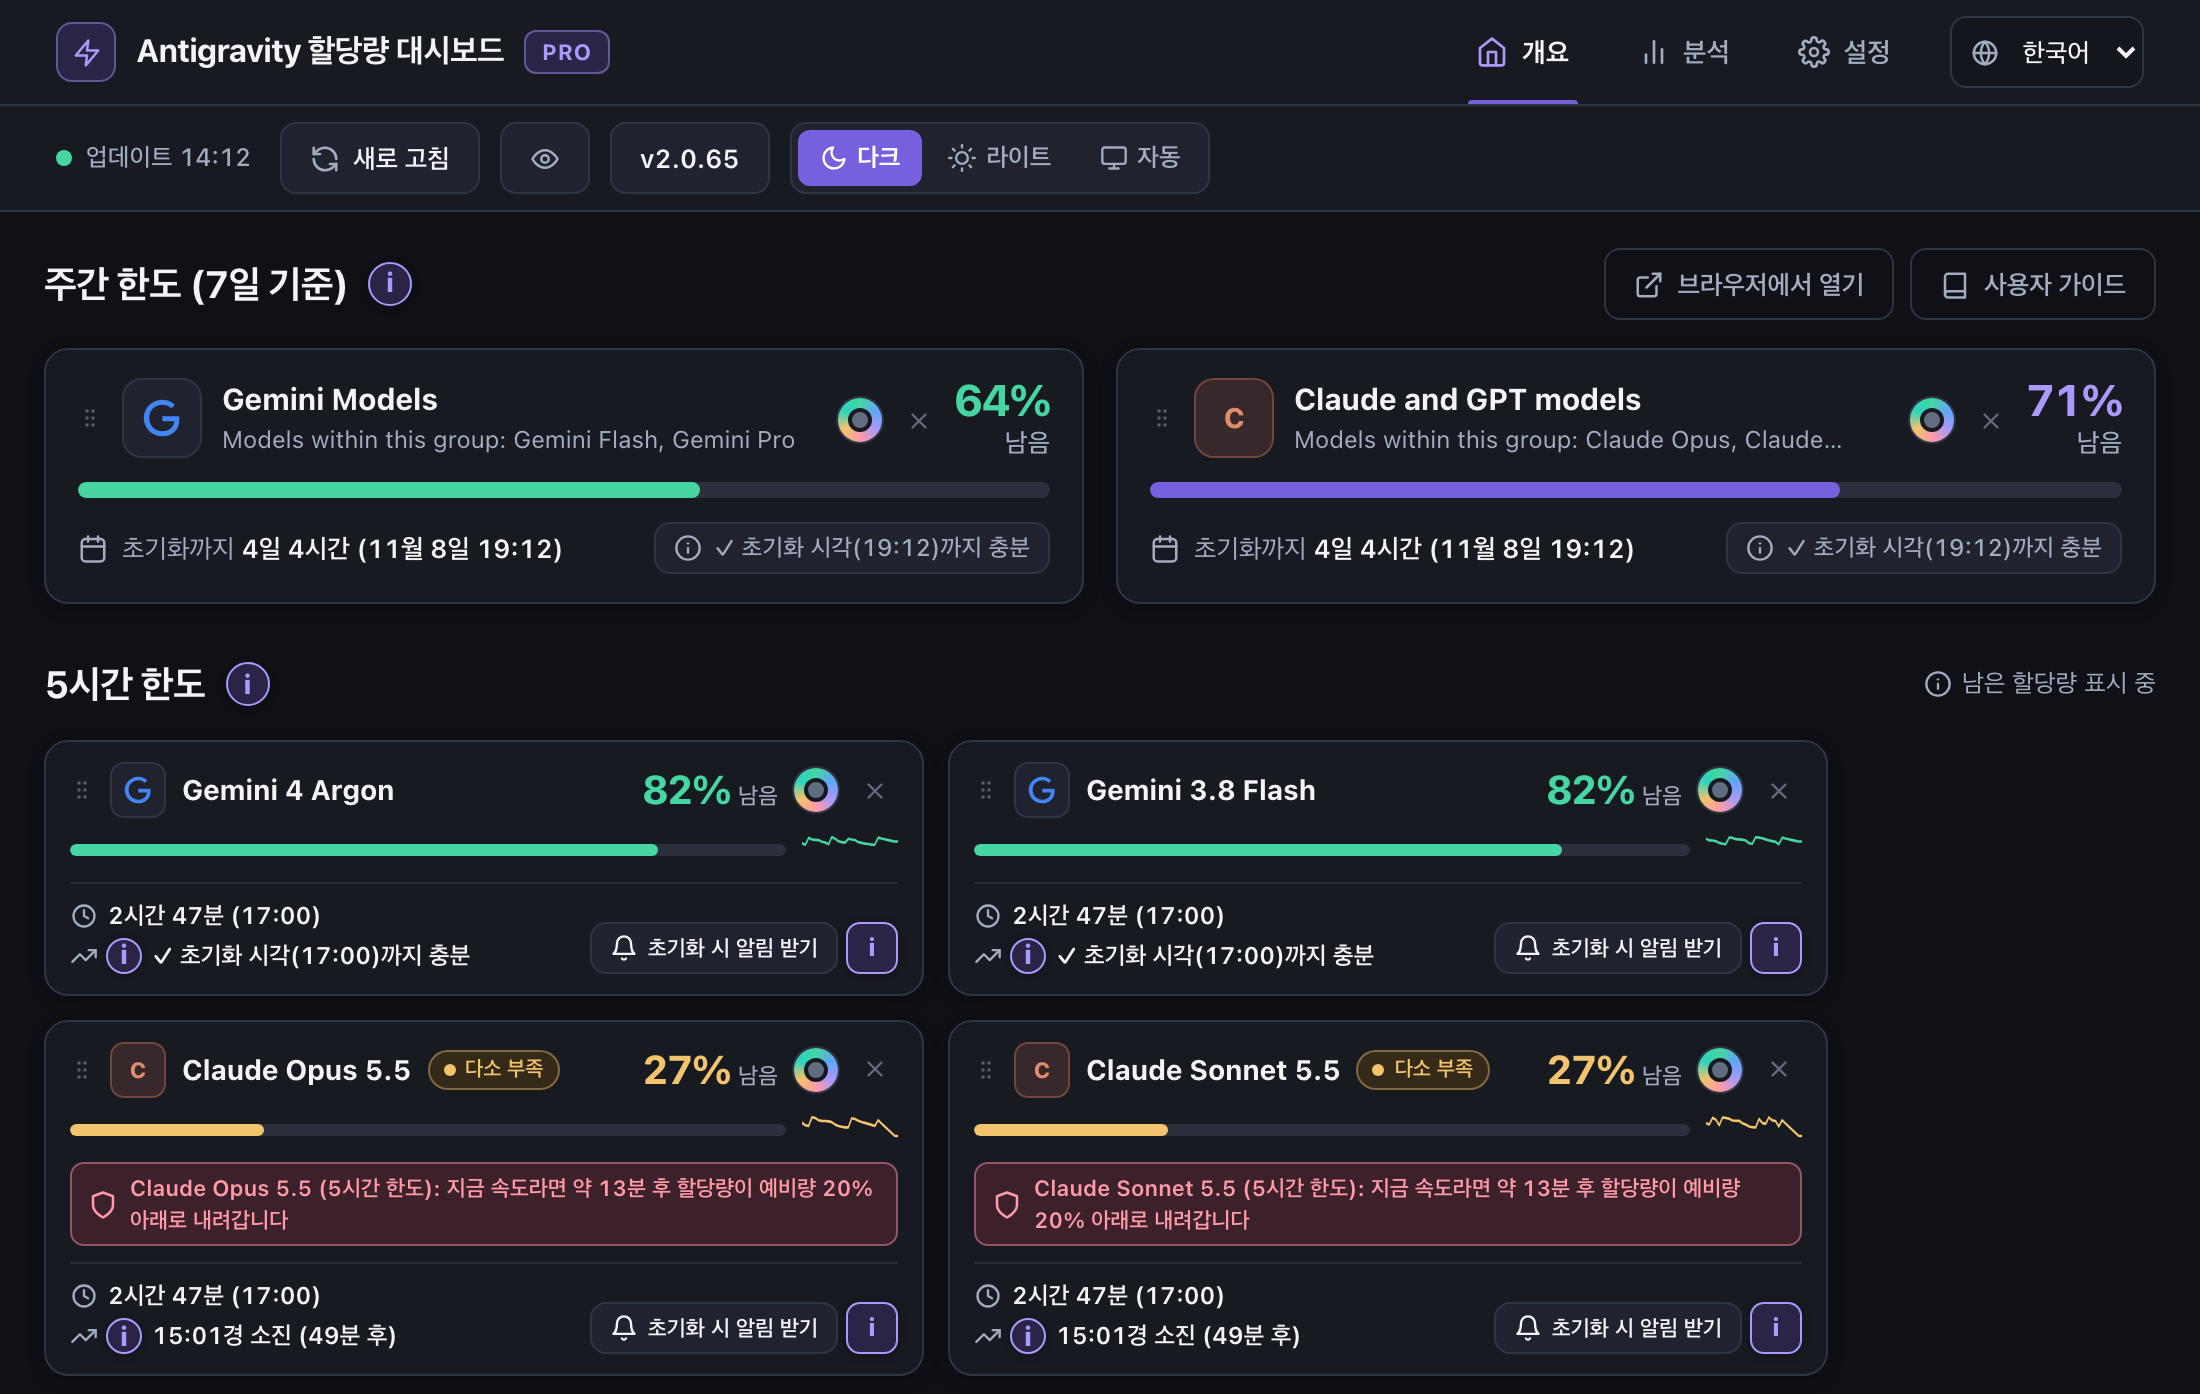 Antigravity 할당량 대시보드 PRO
개요 분석 설정 한국어
업데이트 14:12 새로 고침 v2.0.65 다크 라이트 자동
주간 한도 (7일 기준) i
브라우저에서 열기 사용자 가이드
G Gemini Models
64%
Models within this group: Gemini Flash, Gemini Pro
남음
초기화까지 4일 4시간 (11월 8일 19:12)
✓ 초기화 시각(19:12)까지 충분
C Claude and GPT models
71%
Models within this group: Claude Opus, Claude...
남음
초기화까지 4일 4시간 (11월 8일 19:12)
✓ 초기화 시각(19:12)까지 충분
5시간 한도 i
남은 할당량 표시 중
G Gemini 4 Argon 82% 남음
2시간 47분 (17:00)
i ✓ 초기화 시각(17:00)까지 충분
초기화 시 알림 받기 i
G Gemini 3.8 Flash 82% 남음
2시간 47분 (17:00)
i ✓ 초기화 시각(17:00)까지 충분
초기화 시 알림 받기 i
C Claude Opus 5.5 다소 부족 27% 남음
Claude Opus 5.5 (5시간 한도): 지금 속도라면 약 13분 후 할당량이 예비량 20%
아래로 내려갑니다
2시간 47분 (17:00)
i 15:01경 소진 (49분 후)
초기화 시 알림 받기 i
C Claude Sonnet 5.5 다소 부족 27% 남음
Claude Sonnet 5.5 (5시간 한도): 지금 속도라면 약 13분 후 할당량이 예비량
20% 아래로 내려갑니다
2시간 47분 (17:00)
i 15:01경 소진 (49분 후)
초기화 시 알림 받기 i